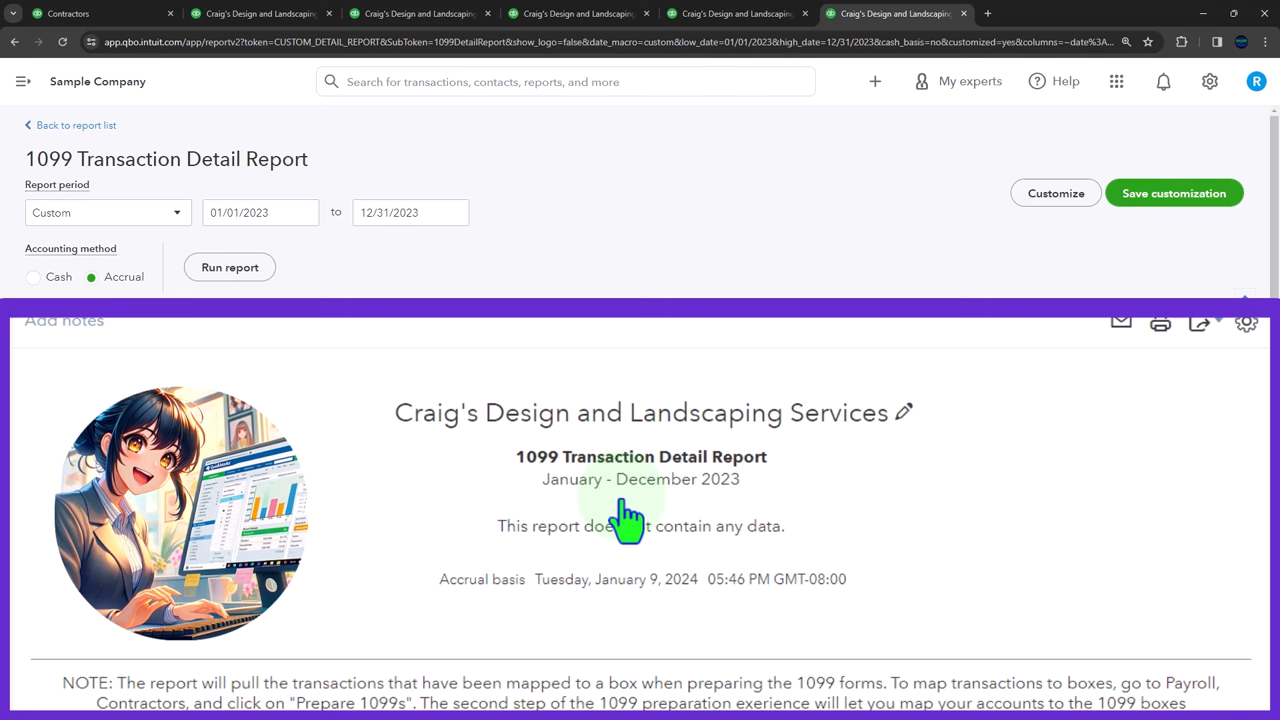 Contractors
Craig's Design and Landscaping
Craig's Design and Landscaping
Craig's Design and Landscaping
Craig's Design and Landscaping
Craig's Design and Landscaping
app.qbo.intuit.com/app/reportv2?token=CUSTOM_DETAIL_REPORT&SubToken=1099DetailReport&show_logo=false&date_macro=custom&low_date=01/01/2023&high_date=12/31/2023&cash_basis=no&customized=yes&columns=~date%3A...
Sample Company
Search for transactions, contacts, reports, and more
My experts
Help
R
Back to report list
1099 Transaction Detail Report
Report period
Custom
01/01/2023
to
12/31/2023
Customize
Save customization
Accounting method
Cash
Accrual
Run report
Add notes
Craig's Design and Landscaping Services
1099 Transaction Detail Report
January - December 2023
This report contain any data.
Accrual basis Tuesday, January 9, 2024 05:46 PM GMT-08:00
NOTE: The report will pull the transactions that have been mapped to a box when preparing the 1099 forms. To map transactions to boxes, go to Payroll,
Contractors, and click on "Prepare 1099s". The second step of the 1099 preparation exerience will let you map your accounts to the 1099 boxes